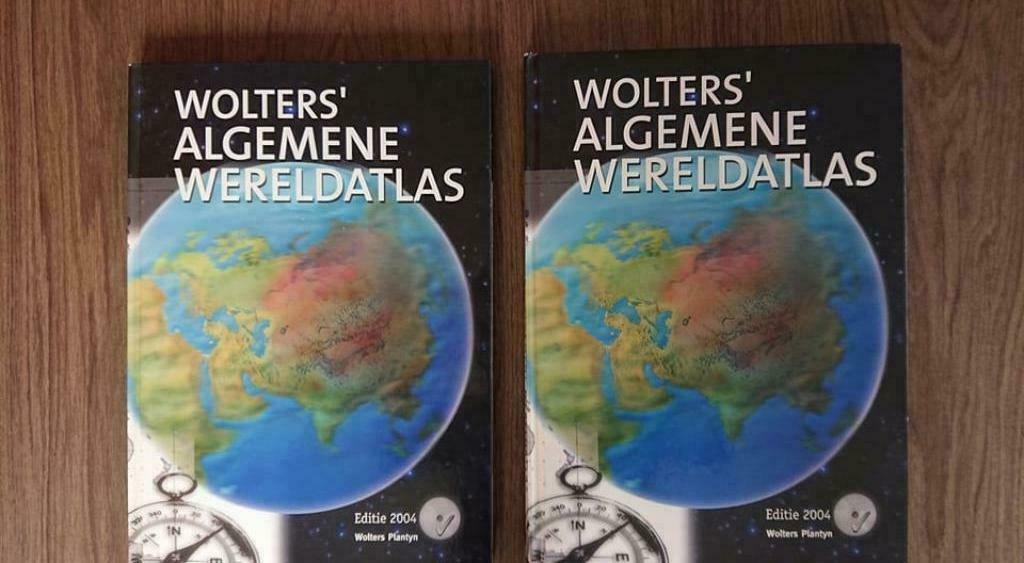 WOLTERS'
ALGEMENE
WERELDATLAS
Editie 2004
Wolters Plantyn
N
WOLTERS'
ALGEMENE
WERELDATLAS
Editie 2004
Wolters Plantyn
N
E